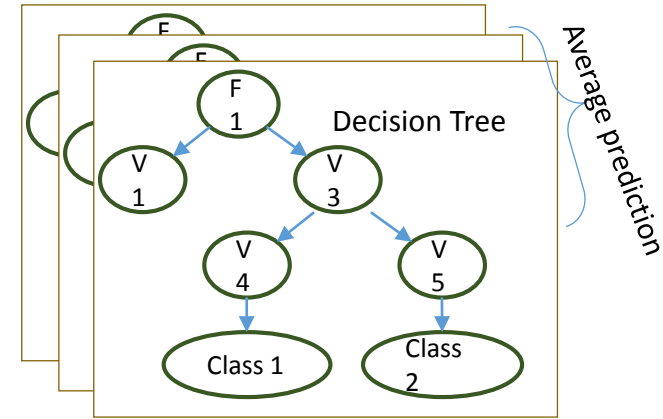 F
F
F
1
Decision Tree
Average prediction
V
1
V
3
V
4
V
5
Class 1
Class
2